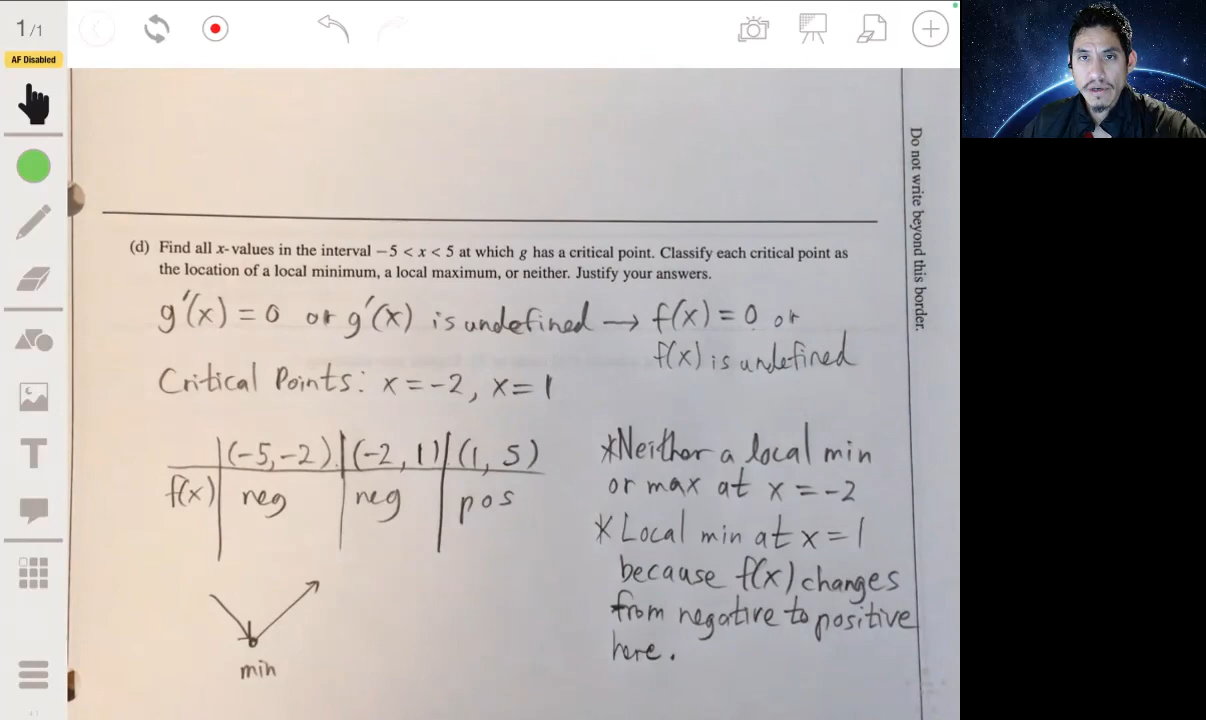 1/1
AF Disabled
T
Do not write beyond this border.
(d) Find all x-values in the interval −5 < x < 5 at which g has a critical point. Classify each critical point as
the location of a local minimum, a local maximum, or neither. Justify your answers.
g'(x) = 0 or g'(x) is undefined → f(x) = 0 or
f(x) is undefined
Critical Points: x = −2, x = 1
(−5, −2) (−2, 1) (1, 5)
f(x) neg neg pos
min
*Neither a local min
or max at x = −2
* Local min at x = 1
because f(x) changes
from negative to positive
here.